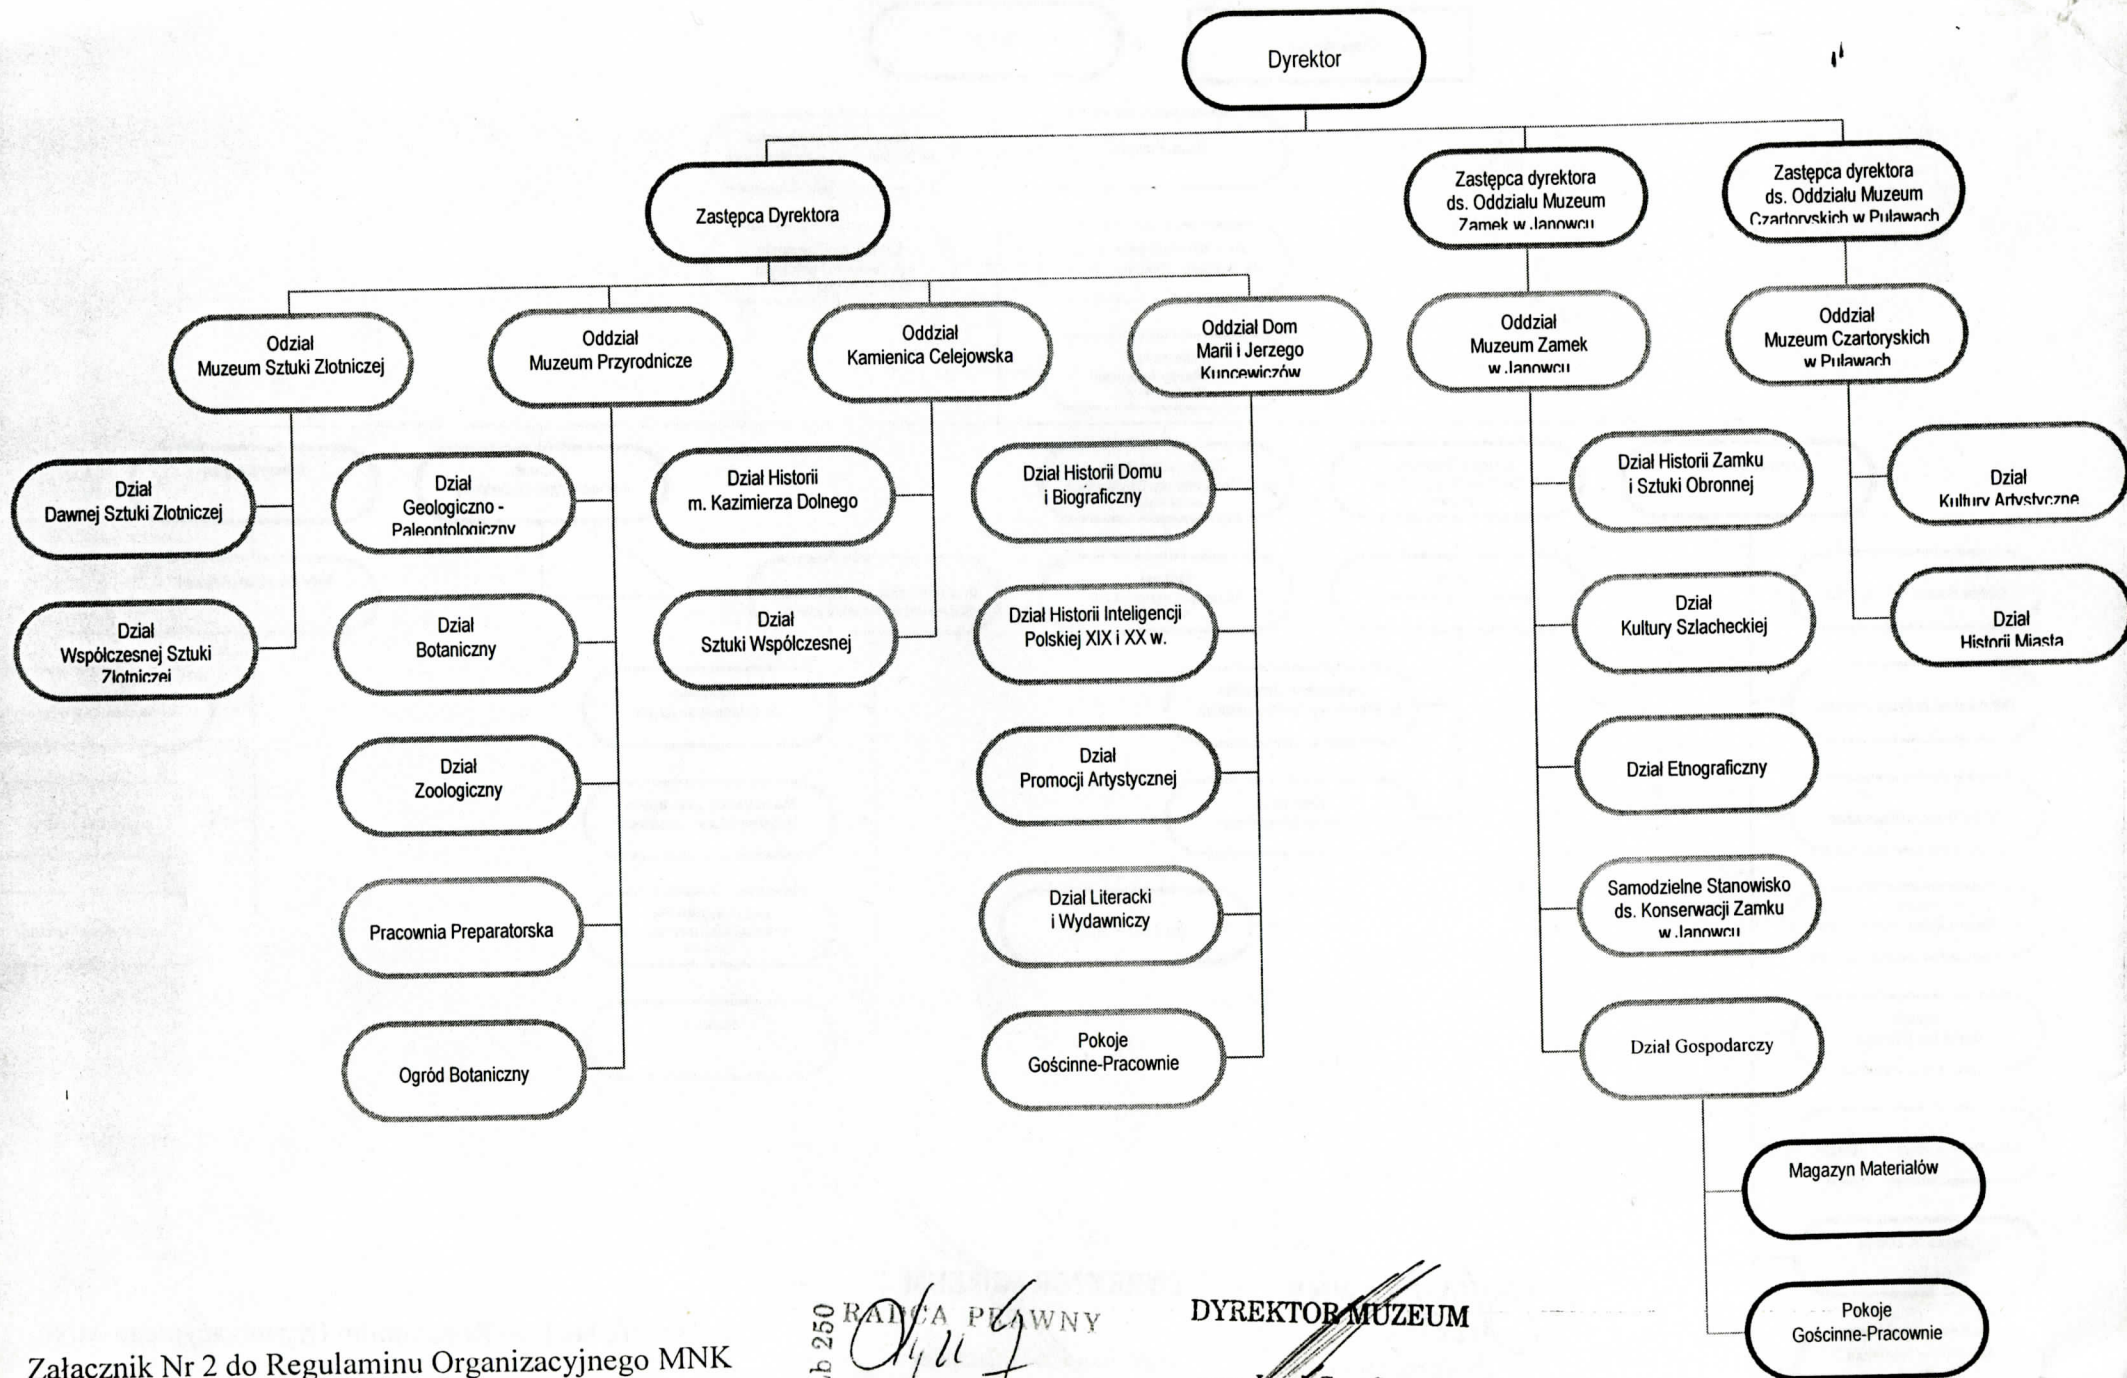 Dyrektor
Zastępca Dyrektora
Zastępca dyrektora
ds. Oddziału Muzeum
Zamek w Janowcu
Zastępca dyrektora
ds. Oddziału Muzeum
Czartoryskich w Puławach
Odział
Muzeum Sztuki Złotniczej
Oddział
Muzeum Przyrodnicze
Oddział
Kamienica Celejowska
Oddział Dom
Marii i Jerzego
Kuncewiczów
Oddział
Muzeum Zamek
w Janowcu
Oddział
Muzeum Czartoryskich
w Puławach
Dział
Dawnej Sztuki Złotniczej
Dział
Współczesnej Sztuki
Złotniczej
Dział
Geologiczno -
Paleontologiczny
Dział
Botaniczny
Dział
Zoologiczny
Pracownia Preparatorska
Ogród Botaniczny
Dział Historii
m. Kazimierza Dolnego
Dział
Sztuki Współczesnej
Dział Historii Domu
i Biograficzny
Dział Historii Inteligencji
Polskiej XIX i XX w.
Dział
Promocji Artystycznej
Dział Literacki
i Wydawniczy
Pokoje
Gościnne-Pracownie
Dział Historii Zamku
i Sztuki Obronnej
Dział
Kultury Szlacheckiej
Dział Etnograficzny
Samodzielne Stanowisko
ds. Konserwacji Zamku
w Janowcu
Dział Gospodarczy
Magazyn Materiałów
Pokoje
Gościnne-Pracownie
Dział
Kultury Artystyczne
Dział
Historii Miasta
Załącznik Nr 2 do Regulaminu Organizacyjnego MNK
250
RADCA PRAWNY
DYREKTOR MUZEUM